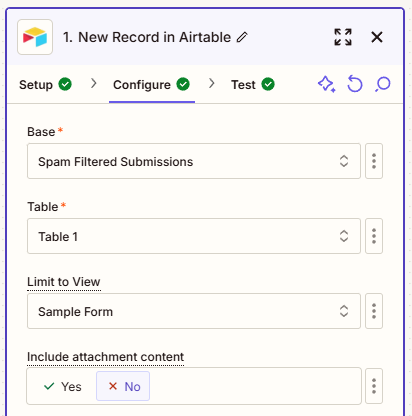 1. New Record in Airtable
Setup Configure Test
Base*
Spam Filtered Submissions
Table*
Table 1
Limit to View
Sample Form
Include attachment content
Yes No